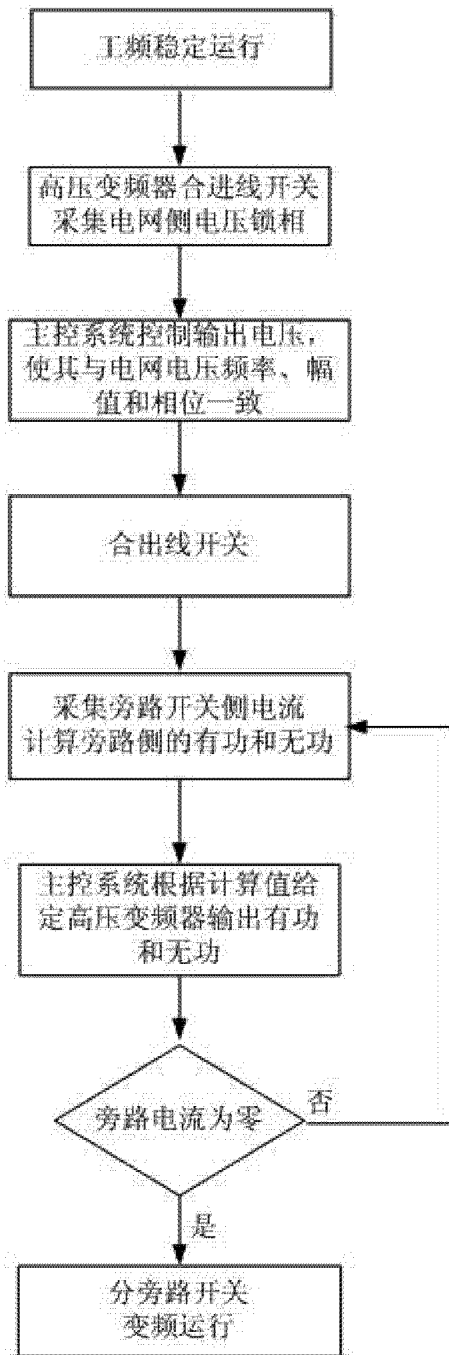 工频稳定运行
高压变频器合进线开关
采集电网侧电压锁相
主控系统控制输出电压，
使其与电网电压频率、幅
值和相位一致
合出线开关
采集旁路开关侧电流
计算旁路侧的有功和无功
主控系统根据计算值给
定高压变频器输出有功
和无功
旁路电流为零
否
是
分旁路开关
变频运行